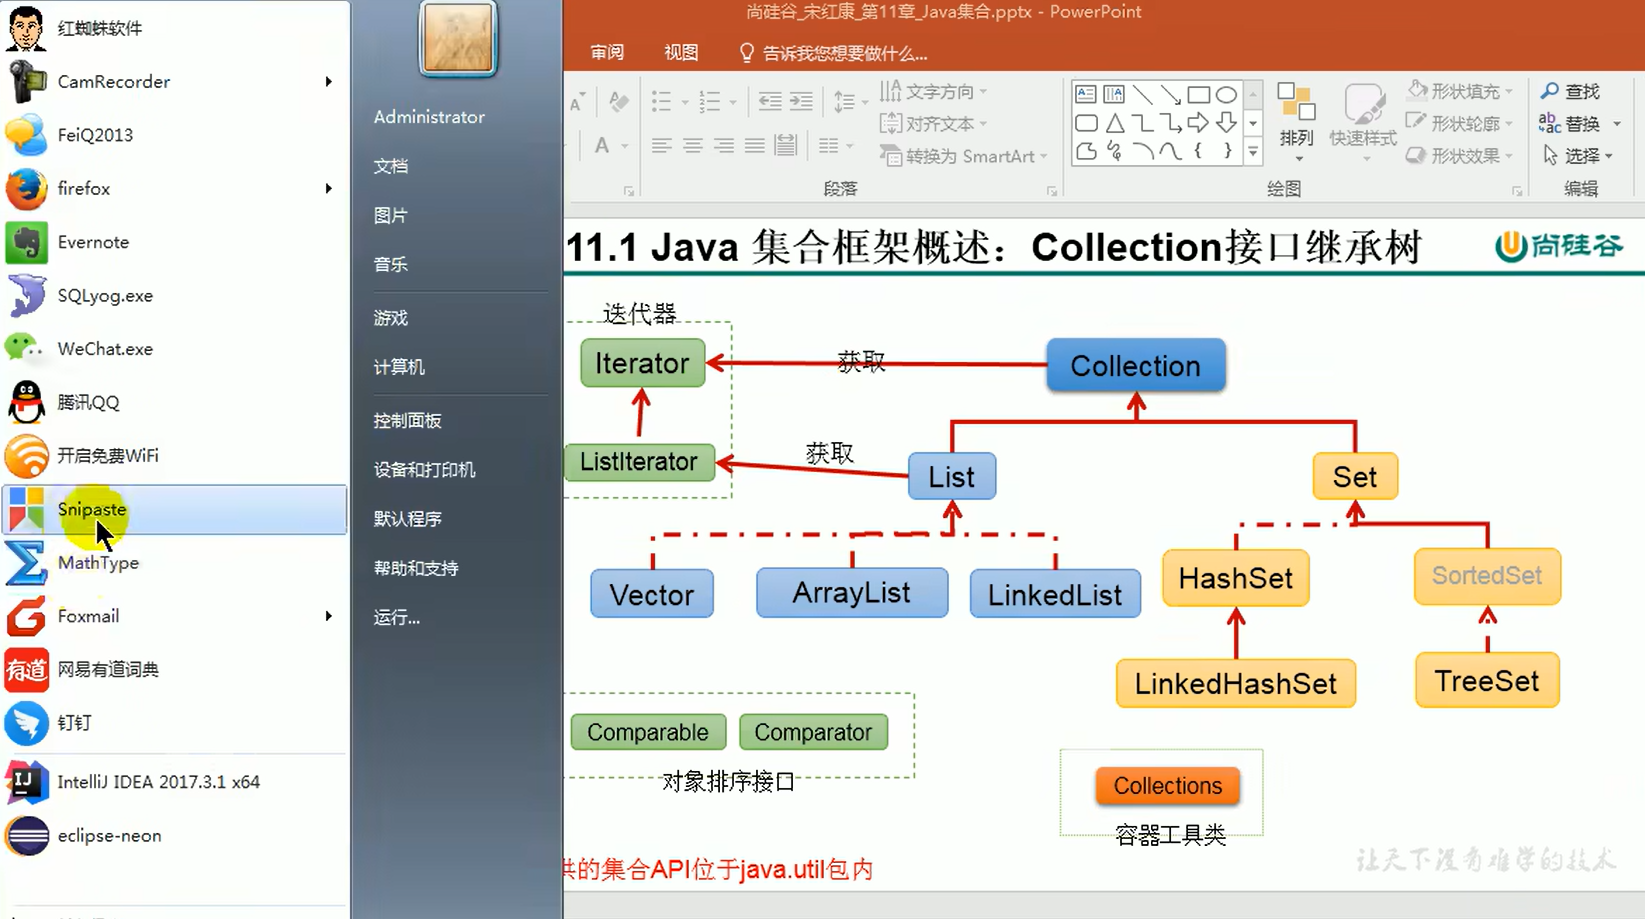 红蜘蛛软件
CamRecorder
FeiQ2013
firefox
Evernote
SQLyog.exe
WeChat.exe
腾讯QQ
开启免费WiFi
Snipaste
MathType
Foxmail
有道 网易有道词典
钉钉
IJ IntelliJ IDEA 2017.3.1 x64
eclipse-neon
Administrator
文档
图片
音乐
游戏
计算机
控制面板
设备和打印机
默认程序
帮助和支持
运行...
尚硅谷_宋红康_第11章_Java集合.pptx - PowerPoint
审阅 视图 告诉我您想要做什么...
文字方向
对齐文本
转换为 SmartArt
段落
排列
快速样式
形状填充
形状轮廓
形状效果
绘图
查找
替换
选择
编辑
11.1 Java 集合框架概述：Collection接口继承树
尚硅谷
迭代器
Iterator 获取 Collection
ListIterator 获取 List Set
Vector ArrayList LinkedList HashSet SortedSet
LinkedHashSet TreeSet
Comparable Comparator
对象排序接口
Collections
容器工具类
供的集合API位于java.util包内
让天下没有难学的技术